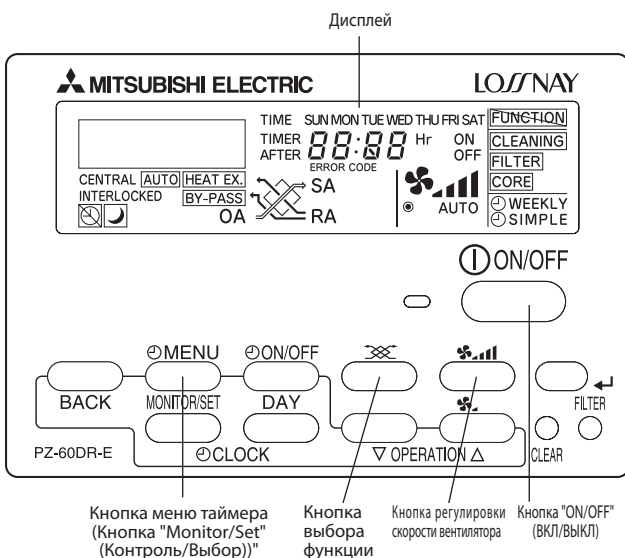 Дисплей
MITSUBISHI ELECTRIC
LOSSNAY
TIME SUN MON TUE WED THU FRI SAT
FUNCTION
TIMER
AFTER
88:88 Hr
ON
OFF
ERROR CODE
CLEANING
FILTER
CORE
CENTRAL AUTO HEAT EX.
INTERLOCKED
BY-PASS
SA
OA
RA
AUTO
WEEKLY
SIMPLE
ON/OFF
MENU
ON/OFF
BACK
MONITOR/SET
DAY
FILTER
PZ-60DR-E
CLOCK
▽ OPERATION △
CLEAR
Кнопка меню таймера
(Кнопка "Monitor/Set"
(Контроль/Выбор))"
Кнопка
выбора
функции
Кнопка регулировки
скорости вентилятора
Кнопка "ON/OFF"
(ВКЛ/ВЫКЛ)